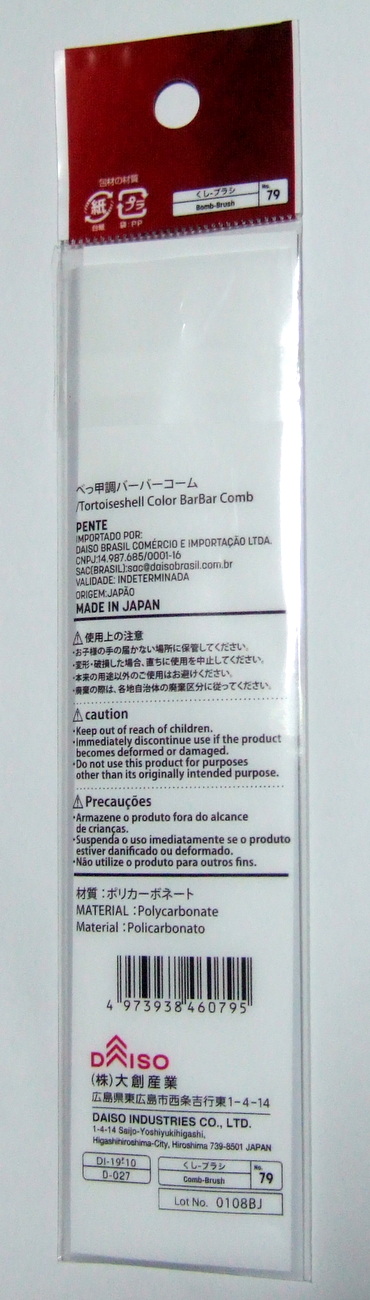 包材の材質
紙
台紙
プラ
袋:PP
くし-ブラシ
Bomb-Brush
No.
79
べっ甲調バーバーコーム
/Tortoiseshell Color BarBar Comb
PENTE
IMPORTADO POR:
DAISO BRASIL COMÉRCIO E IMPORTAÇÃO LTDA.
CNPJ:14.987.685/0001-16
SAC(BRASIL):sac@daisobrasil.com.br
VALIDADE: INDETERMINADA
ORIGEM:JAPÃO
MADE IN JAPAN
⚠使用上の注意
・お子様の手の届かない場所に保管してください。
・変形・破損した場合、直ちに使用を中止してください。
・本来の用途以外のご使用はお避けください。
・廃棄の際は、各地自治体の廃棄区分に従ってください。
⚠caution
・Keep out of reach of children.
・Immediately discontinue use if the product
becomes deformed or damaged.
・Do not use this product for purposes
other than its originally intended purpose.
⚠Precauções
・Armazene o produto fora do alcance
de crianças.
・Suspenda o uso imediatamente se o produto
estiver danificado ou deformado.
・Não utilize o produto para outros fins.
材質：ポリカーボネート
MATERIAL :Polycarbonate
Material :Policarbonato
4 973938 460795
DAISO
(株)大創産業
広島県東広島市西条吉行東1-4-14
DAISO INDUSTRIES CO., LTD.
1-4-14 Saijo-Yoshiyukihigashi,
Higashihiroshima-City, Hiroshima 739-8501 JAPAN
D-027
くし-ブラシ
Comb-Brush
No.
79
Lot No. 0108BJ